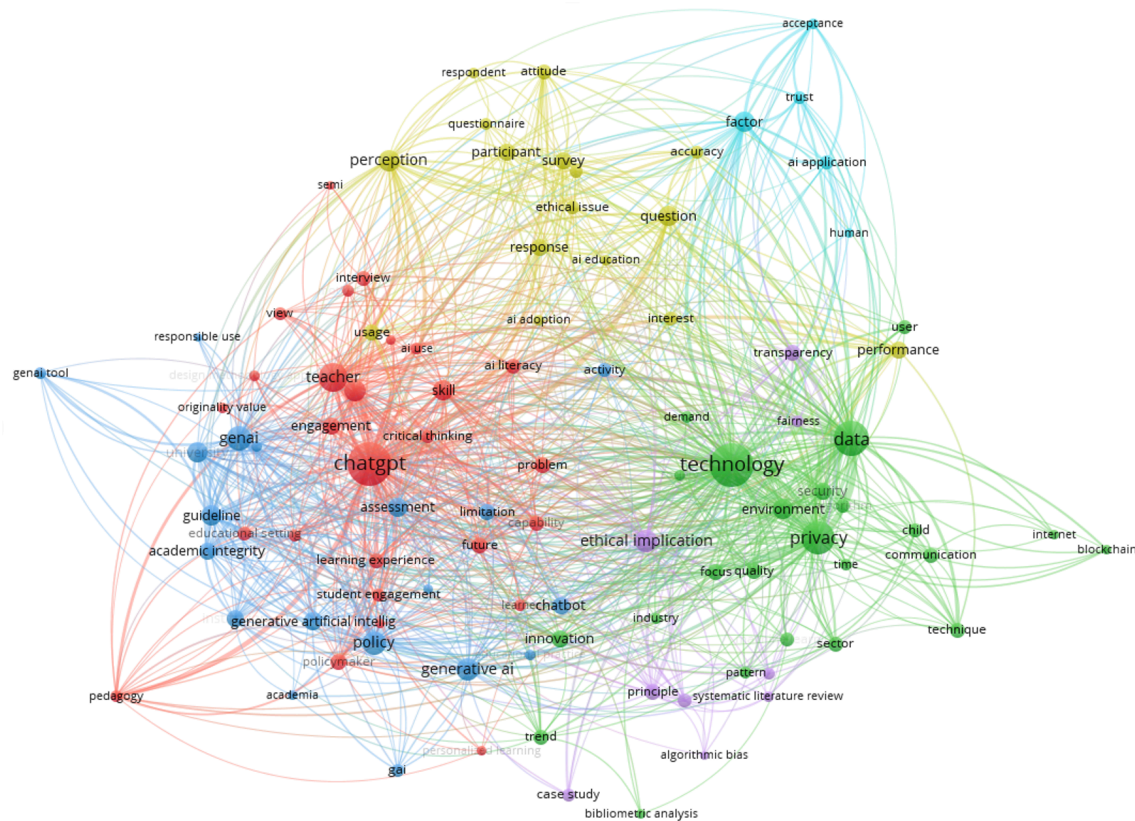 acceptance
respondent
attitude
trust
questionnaire
factor
participant
survey
accuracy
perception
ai application
semi
ethical issue
question
human
response
ai education
interview
view
usage
ai adoption
interest
user
responsible use
ai use
transparency
performance
genai tool
teacher
ai literacy
activity
skill
originality value
demand
fairness
engagement
critical thinking
genai
data
chatgpt
problem
technology
security
assessment
limitation
environment
guideline
capability
educational setting
future
ethical implication
privacy
child
internet
academic integrity
communication
blockchain
learning experience
time
focus
quality
student engagement
chatbot
generative artificial intellig
industry
technique
policy
innovation
sector
policymaker
generative ai
pattern
pedagogy
academia
principle
systematic literature review
trend
personalized learning
algorithmic bias
gai
case study
bibliometric analysis